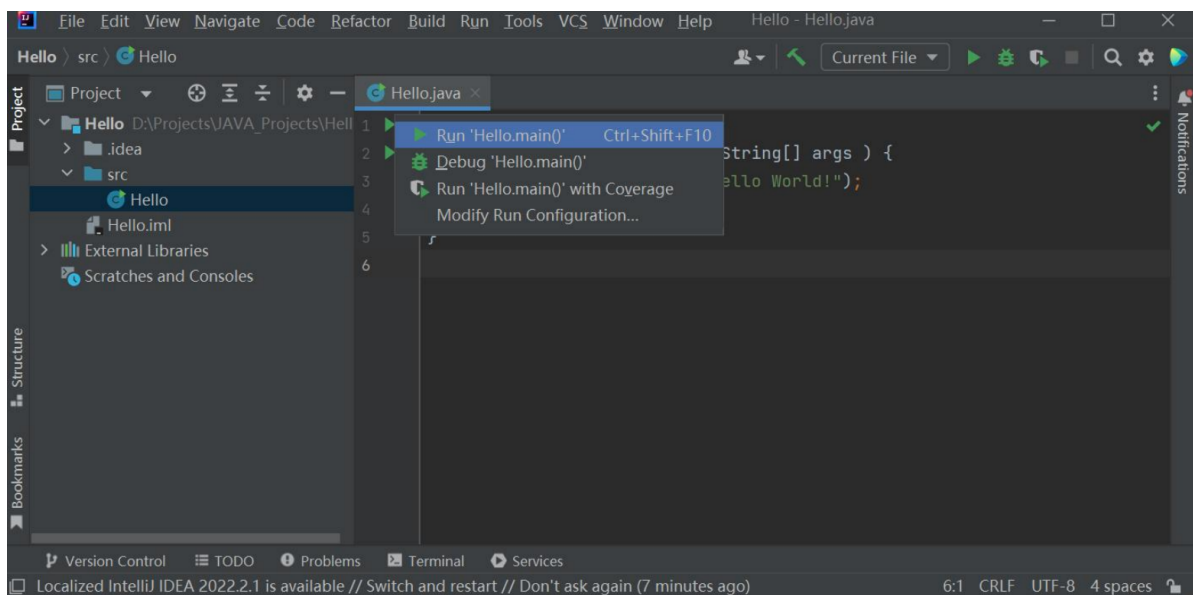 File Edit View Navigate Code Refactor Build Run Tools VCS Window Help Hello - Hello.java
Hello src Hello
Current File
Project
Hello.java
Project
Hello D:\Projects\JAVA_Projects\Hell
.idea
src
Hello
Hello.iml
External Libraries
Scratches and Consoles
1
2 String[] args ) {
3 ello World!");
4
5 }
6
Run 'Hello.main()' Ctrl+Shift+F10
Debug 'Hello.main()'
Run 'Hello.main()' with Coverage
Modify Run Configuration...
Notifications
Structure
Bookmarks
Version Control TODO Problems Terminal Services
Localized IntelliJ IDEA 2022.2.1 is available // Switch and restart // Don't ask again (7 minutes ago) 6:1 CRLF UTF-8 4 spaces